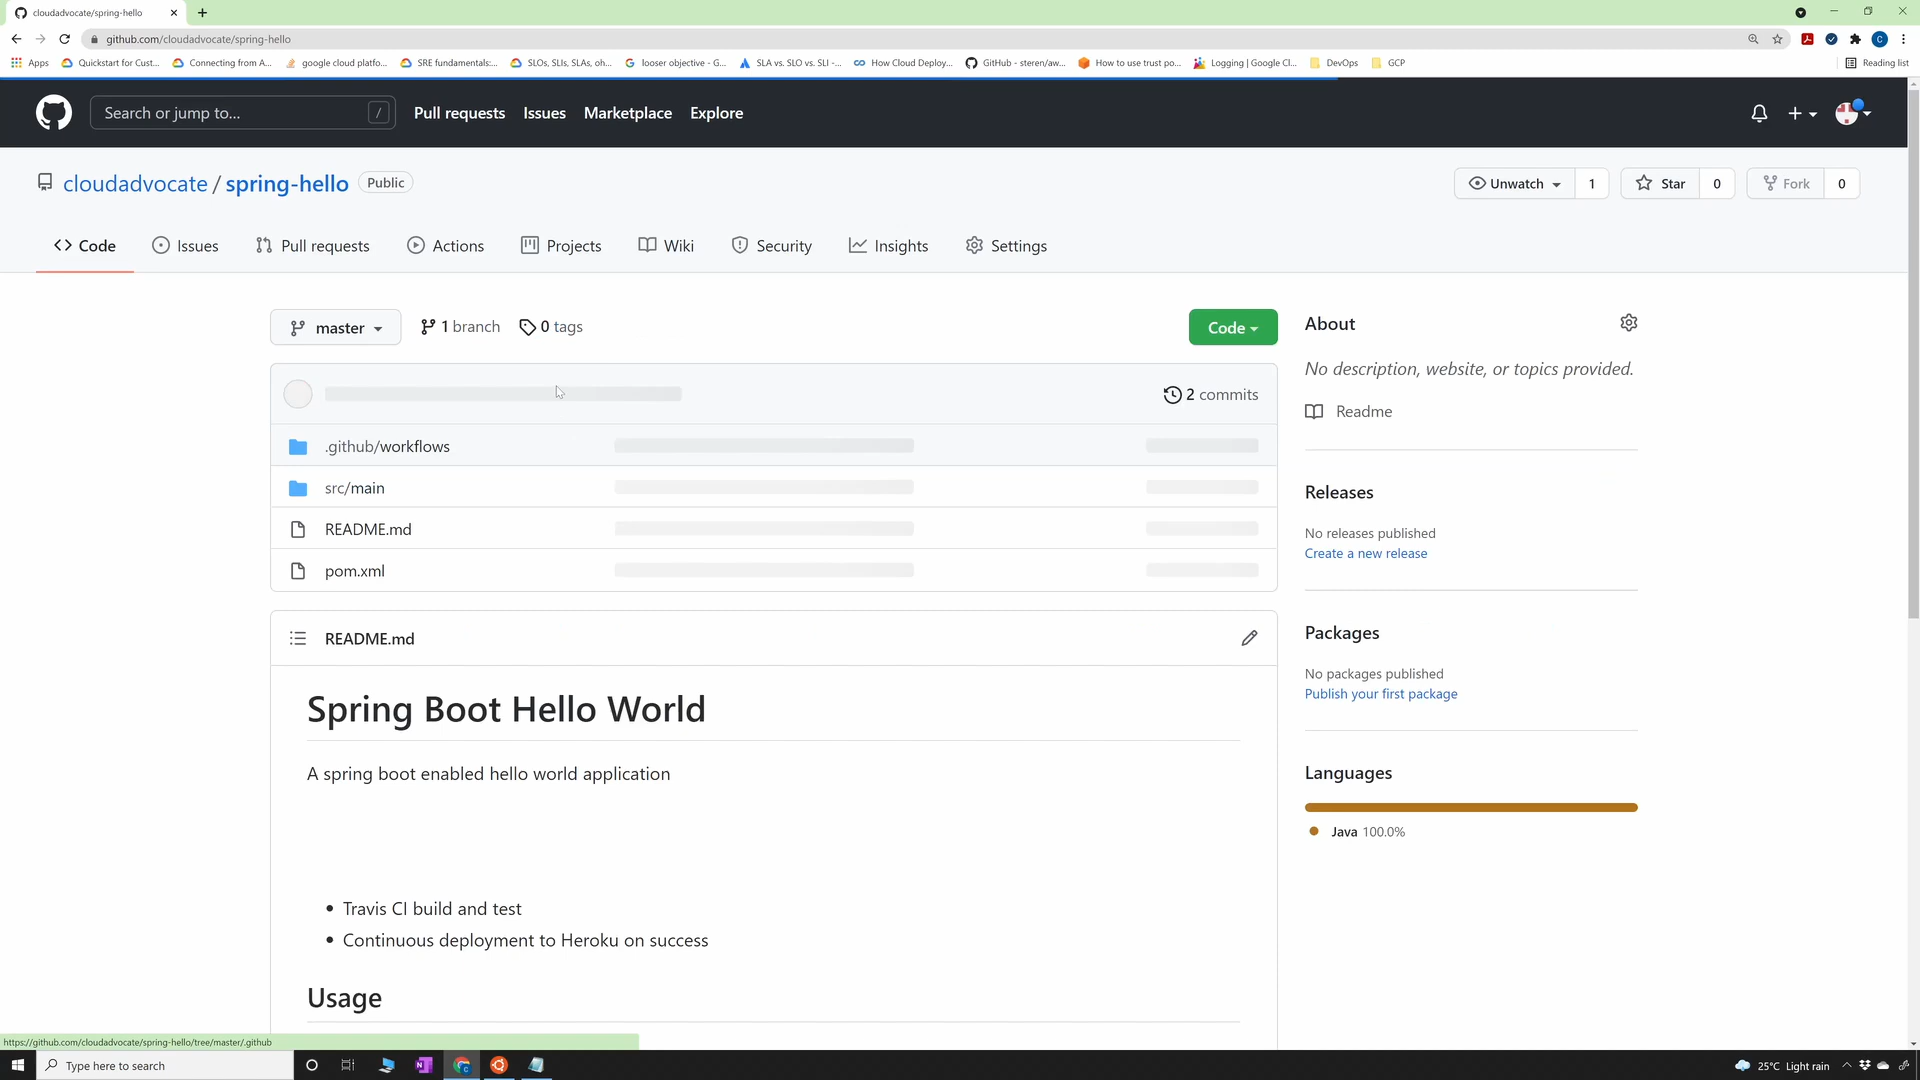 cloudadvocate/spring-hello
github.com/cloudadvocate/spring-hello
Apps
Quickstart for Cust...
Connecting from A...
google cloud platfo...
SRE fundamentals:...
SLOs, SLIs, SLAs, oh...
looser objective - G...
SLA vs. SLO vs. SLI -...
How Cloud Deploy...
GitHub - steren/aw...
How to use trust po...
Logging | Google Cl...
DevOps
GCP
Reading list
Search or jump to...
/
Pull requests
Issues
Marketplace
Explore
cloudadvocate / spring-hello
Public
Unwatch
1
Star
0
Fork
0
Code
Issues
Pull requests
Actions
Projects
Wiki
Security
Insights
Settings
master
1 branch
0 tags
Code
2 commits
.github/workflows
src/main
README.md
pom.xml
README.md
Spring Boot Hello World
A spring boot enabled hello world application
• Travis CI build and test
• Continuous deployment to Heroku on success
Usage
About
No description, website, or topics provided.
Readme
Releases
No releases published
Create a new release
Packages
No packages published
Publish your first package
Languages
Java 100.0%
https://github.com/cloudadvocate/spring-hello/tree/master/.github
Type here to search
25°C Light rain